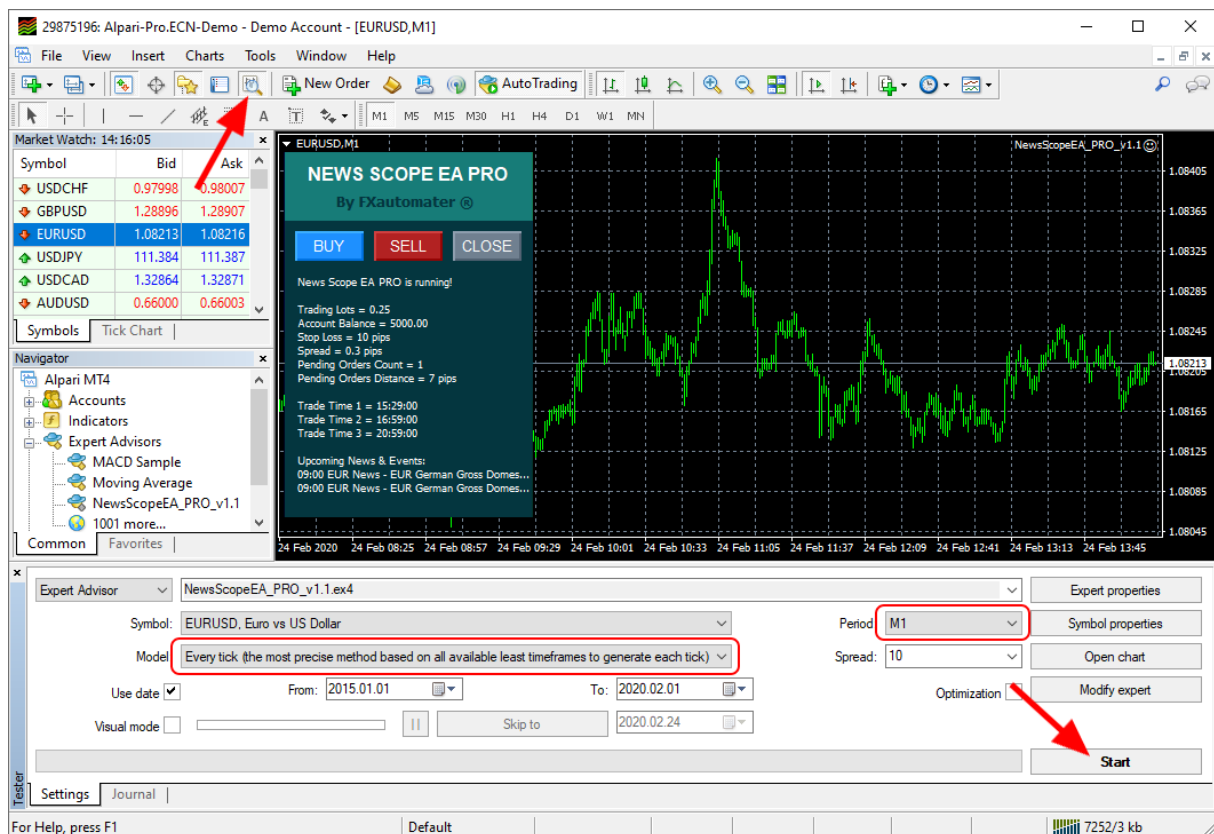 29875196: Alpari-Pro.ECN-Demo - Demo Account - [EURUSD,M1]
File View Insert Charts Tools Window Help
New Order AutoTrading
A T M1 M5 M15 M30 H1 H4 D1 W1 MN
Market Watch: 14:16:05
Symbol Bid Ask
USDCHF 0.97998 0.98007
GBPUSD 1.28896 1.28907
EURUSD 1.08213 1.08216
USDJPY 111.384 111.387
USDCAD 1.32864 1.32871
AUDUSD 0.66000 0.66003
Symbols Tick Chart
Navigator
Alpari MT4
Accounts
Indicators
Expert Advisors
MACD Sample
Moving Average
NewsScopeEA_PRO_v1.1
1001 more...
Common Favorites
EURUSD,M1 NewsScopeEA_PRO_v1.1
NEWS SCOPE EA PRO
By FXautomater ®
BUY SELL CLOSE
News Scope EA PRO is running!
Trading Lots = 0.25
Account Balance = 5000.00
Stop Loss = 10 pips
Spread = 0.3 pips
Pending Orders Count = 1
Pending Orders Distance = 7 pips
Trade Time 1 = 15:29:00
Trade Time 2 = 16:59:00
Trade Time 3 = 20:59:00
Upcoming News & Events:
09:00 EUR News - EUR German Gross Domes...
09:00 EUR News - EUR German Gross Domes...
1.08405
1.08365
1.08325
1.08285
1.08245
1.08213
1.08205
1.08165
1.08125
1.08085
1.08045
24 Feb 2020 24 Feb 08:25 24 Feb 08:57 24 Feb 09:29 24 Feb 10:01 24 Feb 10:33 24 Feb 11:05 24 Feb 11:37 24 Feb 12:09 24 Feb 12:41 24 Feb 13:13 24 Feb 13:45
Expert Advisor NewsScopeEA_PRO_v1.1.ex4 Expert properties
Symbol: EURUSD, Euro vs US Dollar Period: M1 Symbol properties
Model: Every tick (the most precise method based on all available least timeframes to generate each tick) Spread: 10 Open chart
Use date From: 2015.01.01 To: 2020.02.01 Optimization Modify expert
Visual mode Skip to 2020.02.24
Start
Tester
Settings Journal
For Help, press F1 Default 7252/3 kb